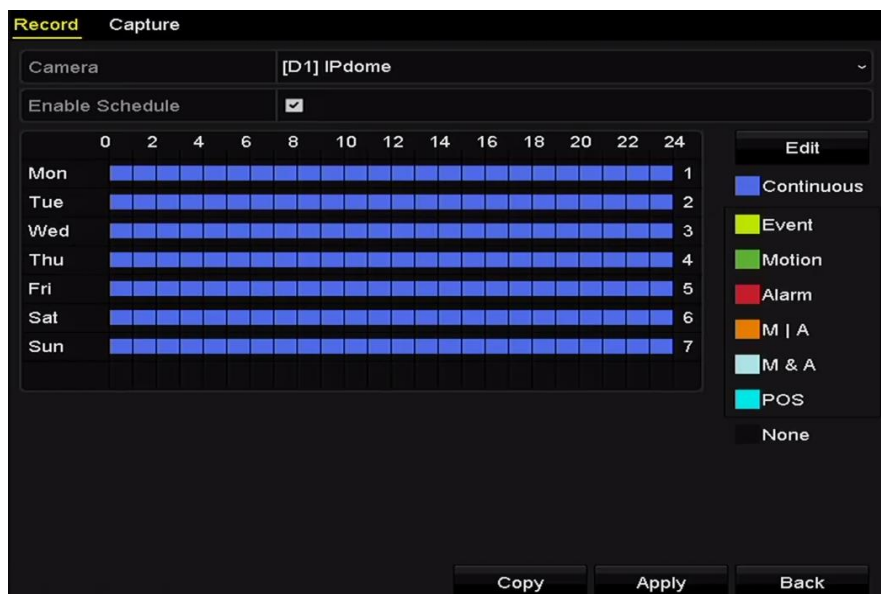 Record Capture
Camera [D1] IPdome
Enable Schedule
0 2 4 6 8 10 12 14 16 18 20 22 24
Edit
Mon 1
Continuous
Tue 2
Wed 3
Event
Thu 4
Motion
Fri 5
Alarm
Sat 6
M | A
Sun 7
M & A
POS
None
Copy Apply Back